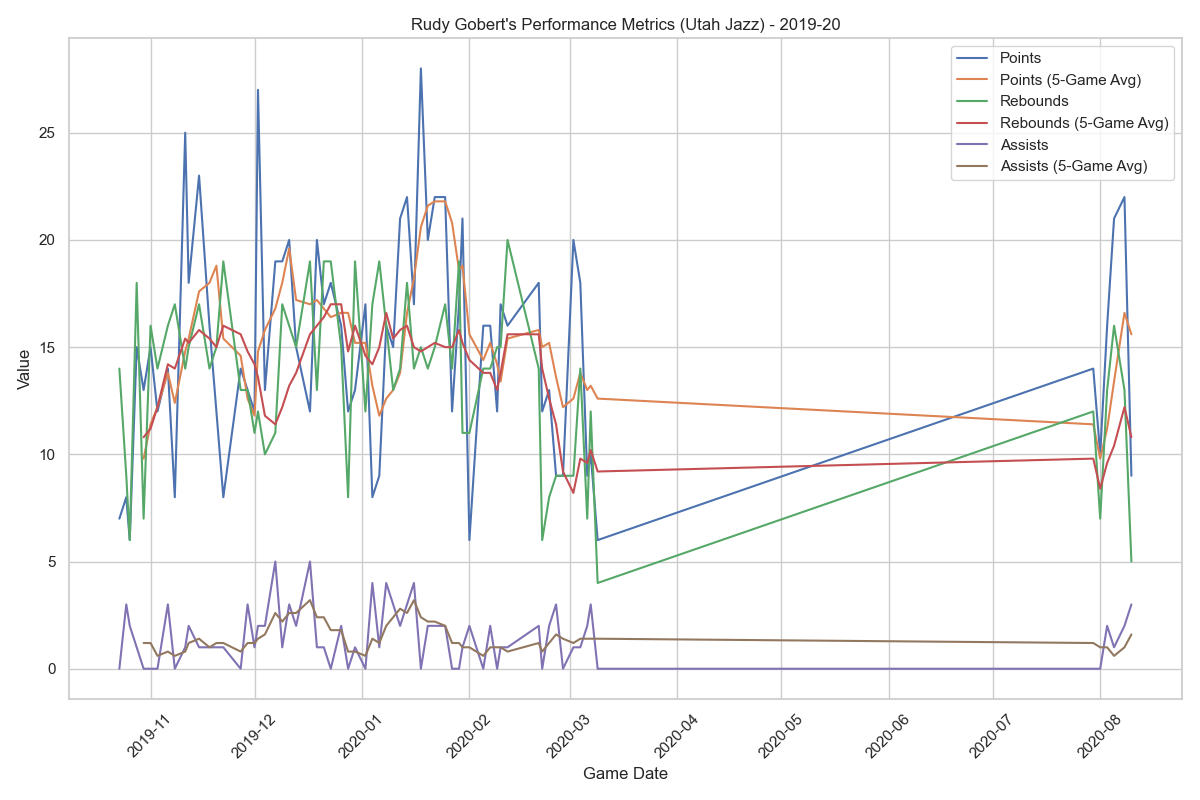 Rudy Gobert's Performance Metrics (Utah Jazz) - 2019-20
Points
Points (5-Game Avg)
Rebounds
Rebounds (5-Game Avg)
Assists
Assists (5-Game Avg)
Value
25
20
15
10
5
0
2019-11
2019-12
2020-01
2020-02
2020-03
2020-04
2020-05
2020-06
2020-07
2020-08
Game Date